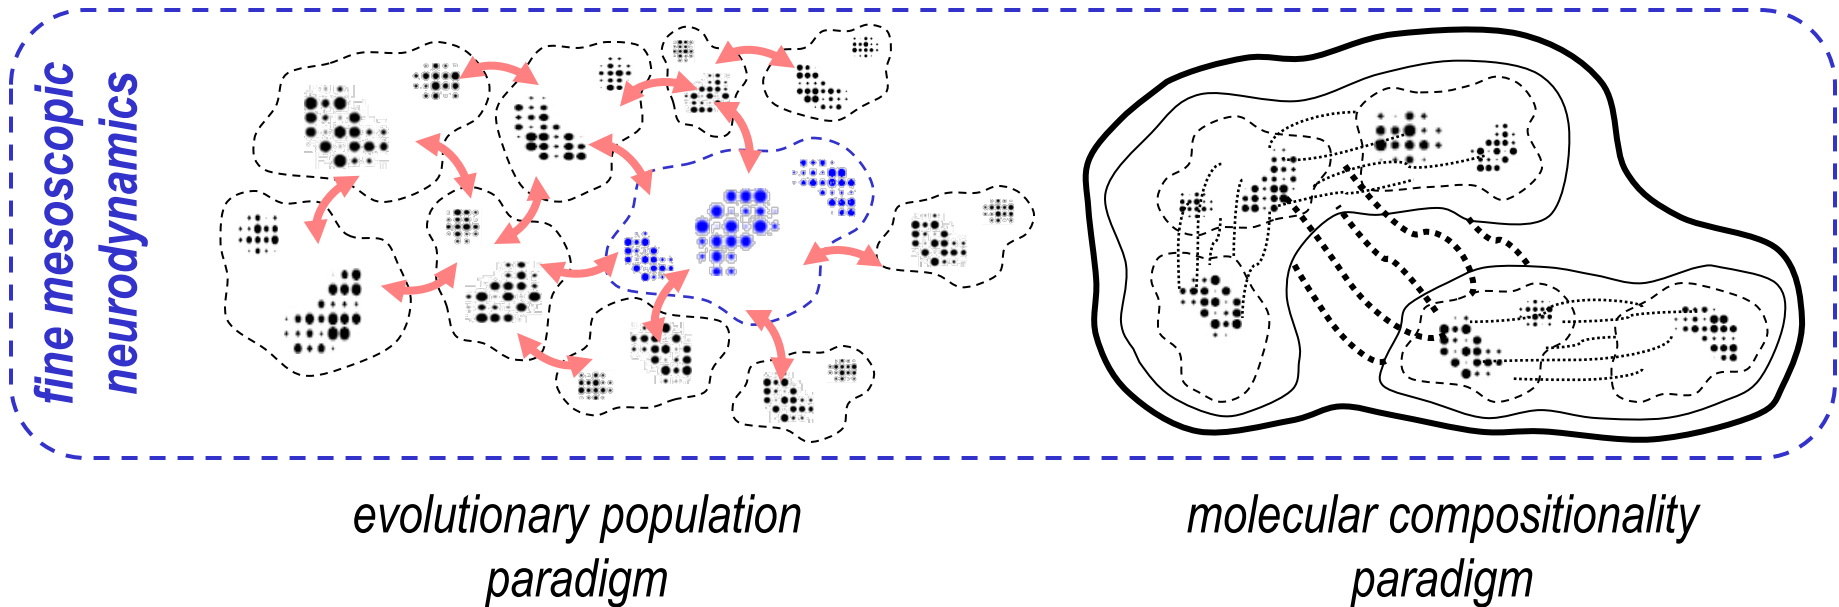 fine mesoscopic
neurodynamics
evolutionary population
paradigm
molecular compositionality
paradigm